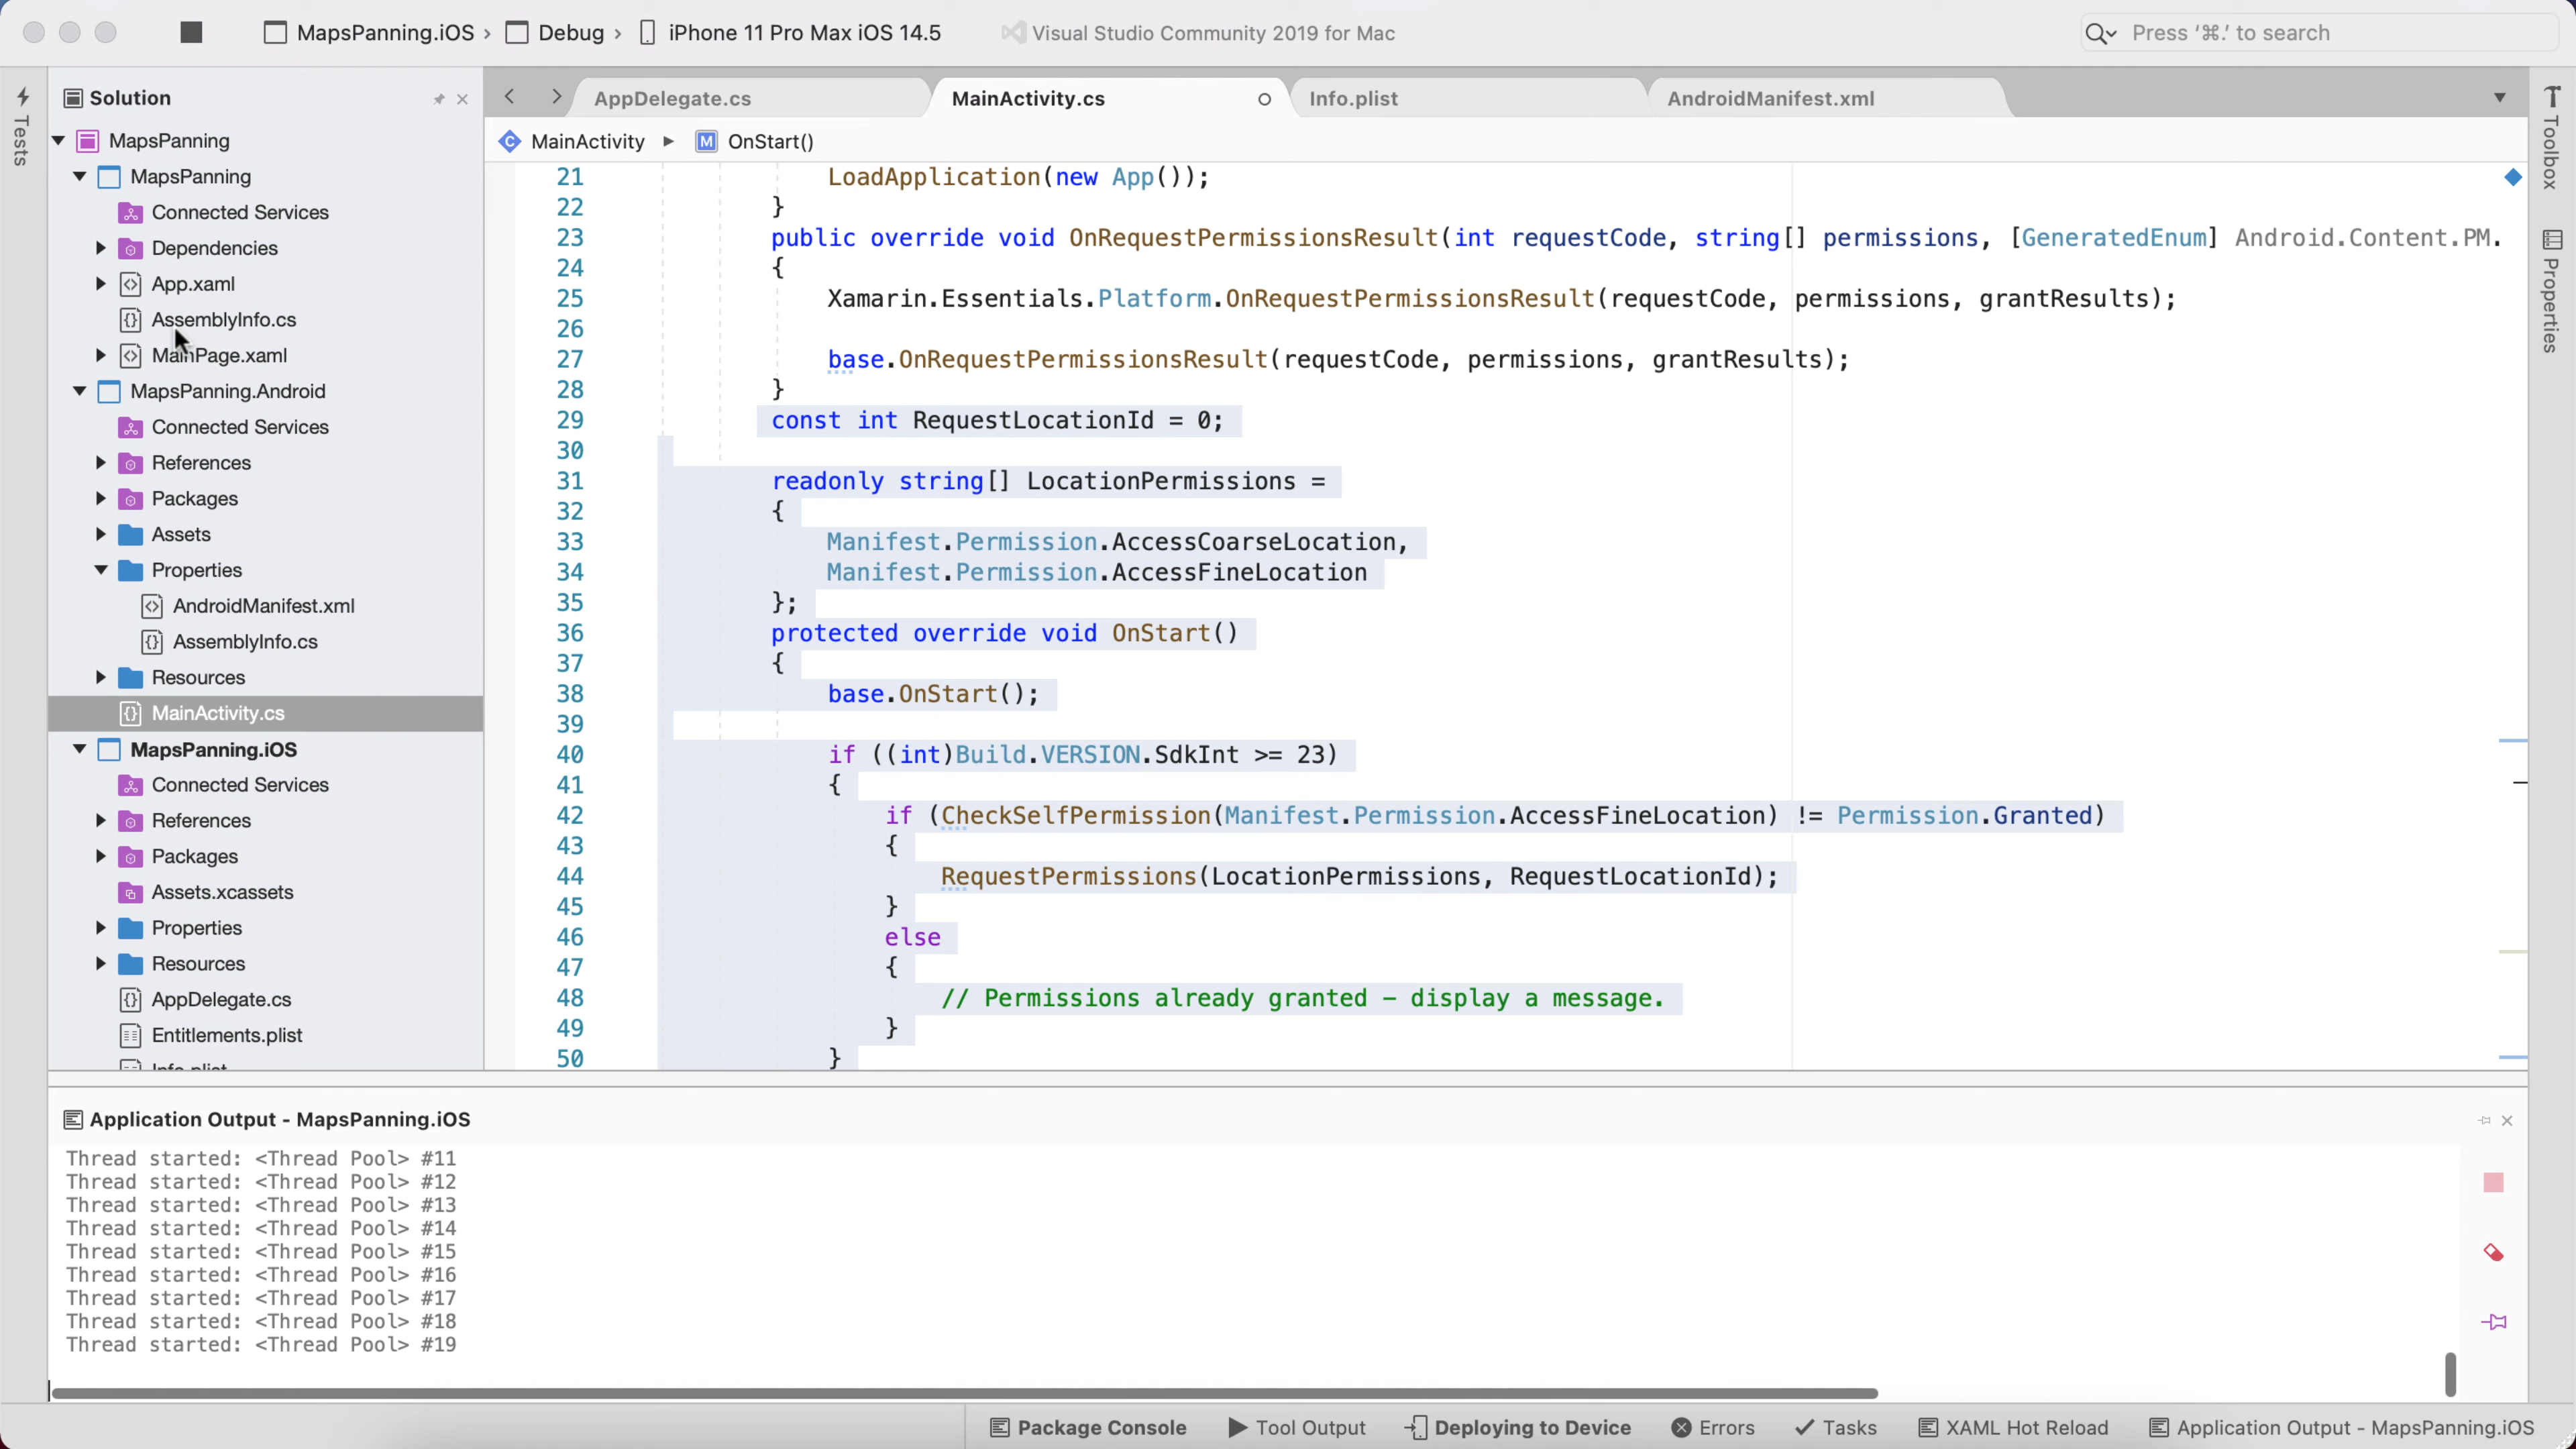 MapsPanning.iOS › Debug › iPhone 11 Pro Max iOS 14.5
Visual Studio Community 2019 for Mac
Press '⌘.' to search
Tests
Solution
MapsPanning
MapsPanning
Connected Services
Dependencies
App.xaml
AssemblyInfo.cs
MainPage.xaml
MapsPanning.Android
Connected Services
References
Packages
Assets
Properties
AndroidManifest.xml
AssemblyInfo.cs
Resources
MainActivity.cs
MapsPanning.iOS
Connected Services
References
Packages
Assets.xcassets
Properties
Resources
AppDelegate.cs
Entitlements.plist
Info.plist
AppDelegate.cs
MainActivity.cs
Info.plist
AndroidManifest.xml
MainActivity ▸ M OnStart()
21 LoadApplication(new App());
22 }
23 public override void OnRequestPermissionsResult(int requestCode, string[] permissions, [GeneratedEnum] Android.Content.PM.
24 {
25 Xamarin.Essentials.Platform.OnRequestPermissionsResult(requestCode, permissions, grantResults);
26
27 base.OnRequestPermissionsResult(requestCode, permissions, grantResults);
28 }
29 const int RequestLocationId = 0;
30
31 readonly string[] LocationPermissions =
32 {
33 Manifest.Permission.AccessCoarseLocation,
34 Manifest.Permission.AccessFineLocation
35 };
36 protected override void OnStart()
37 {
38 base.OnStart();
39
40 if ((int)Build.VERSION.SdkInt >= 23)
41 {
42 if (CheckSelfPermission(Manifest.Permission.AccessFineLocation) != Permission.Granted)
43 {
44 RequestPermissions(LocationPermissions, RequestLocationId);
45 }
46 else
47 {
48 // Permissions already granted – display a message.
49 }
50 }
Toolbox
Properties
Application Output - MapsPanning.iOS
Thread started: <Thread Pool> #11
Thread started: <Thread Pool> #12
Thread started: <Thread Pool> #13
Thread started: <Thread Pool> #14
Thread started: <Thread Pool> #15
Thread started: <Thread Pool> #16
Thread started: <Thread Pool> #17
Thread started: <Thread Pool> #18
Thread started: <Thread Pool> #19
Package Console
Tool Output
Deploying to Device
Errors
Tasks
XAML Hot Reload
Application Output - MapsPanning.iOS